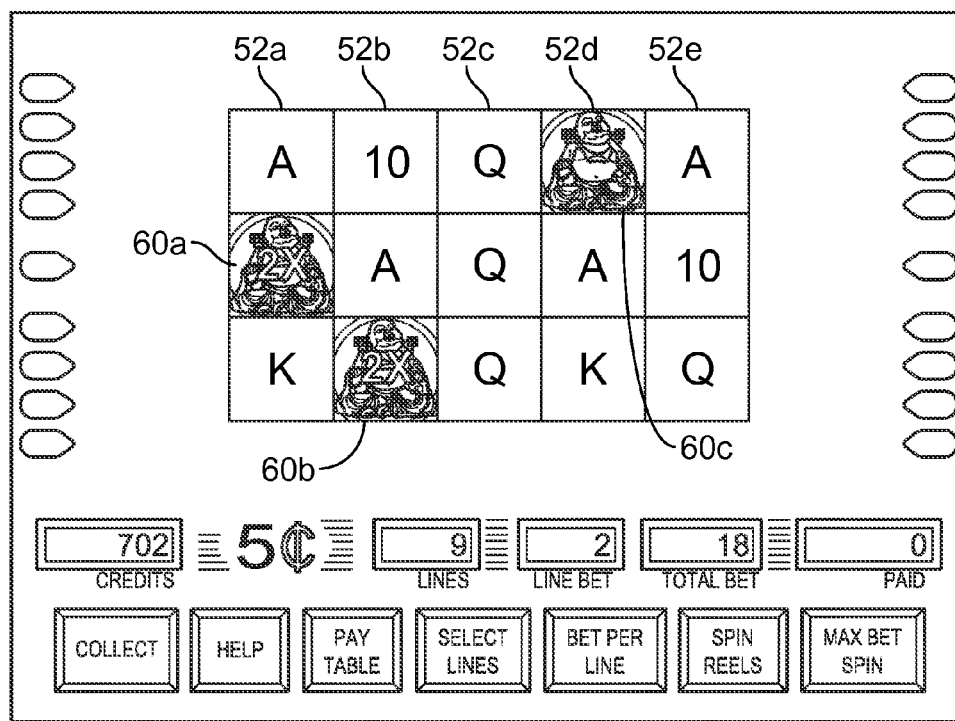 52a 52b 52c 52d 52e
A 10 Q A
60a 2X A Q A 10
K 2X Q K Q
60b 60c
702 5¢ 9 2 18 0
CREDITS LINES LINE BET TOTAL BET PAID
COLLECT HELP PAY TABLE SELECT LINES BET PER LINE SPIN REELS MAX BET SPIN